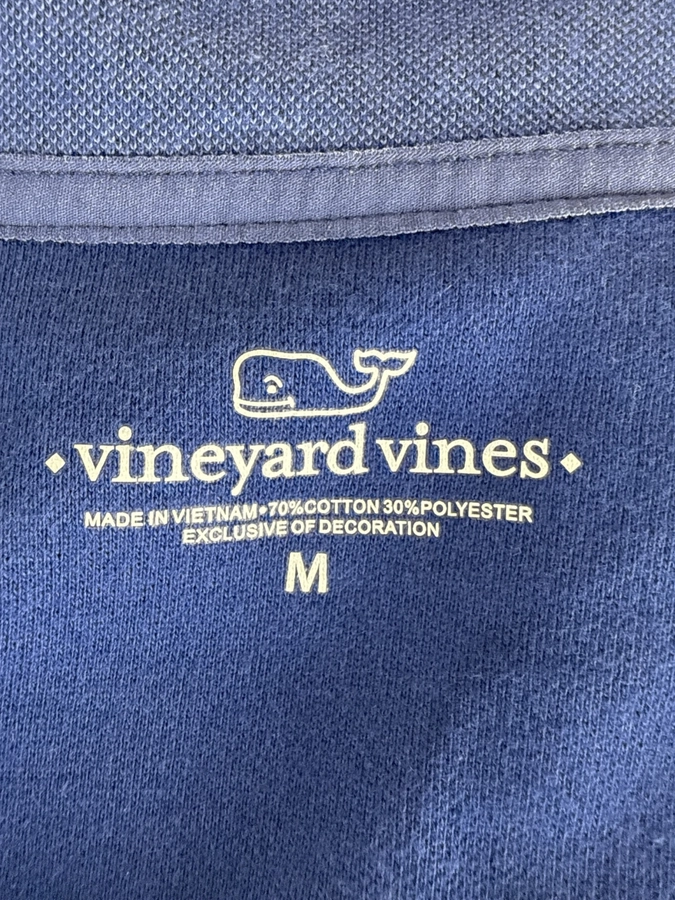 vineyard vines
MADE IN VIETNAM•70%COTTON 30%POLYESTER
EXCLUSIVE OF DECORATION
M